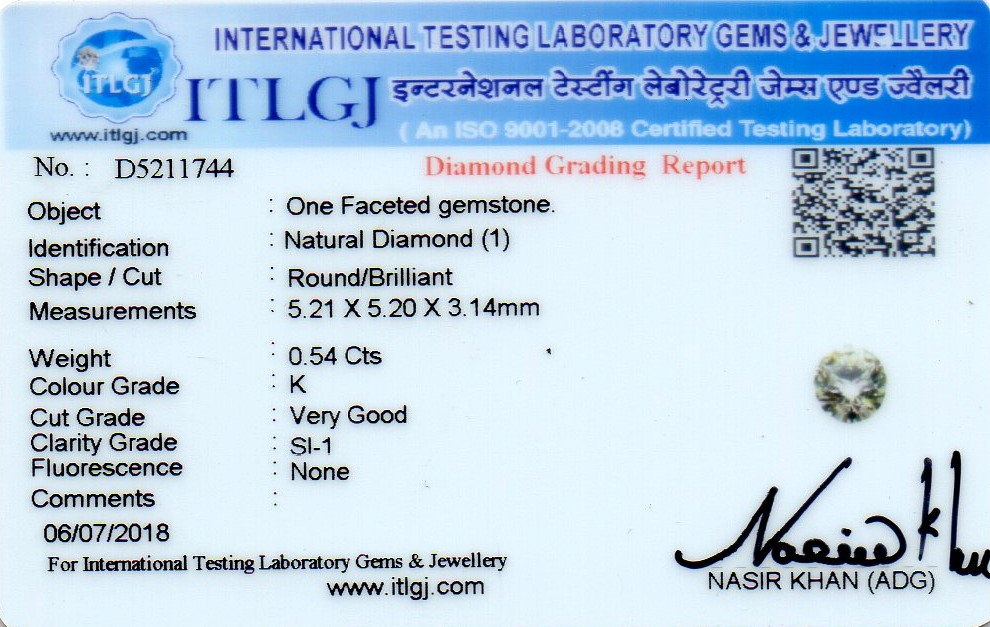 INTERNATIONAL TESTING LABORATORY GEMS & JEWELLERY
ITLGJ
ITLGJ
इन्टरनेशनल टेस्टींग लेबोरेट्ररी जेम्स एण्ड ज्वैलरी
www.itlgj.com
(An ISO 9001-2008 Certified Testing Laboratory)
No. : D5211744
Diamond Grading Report
Object : One Faceted gemstone.
Identification : Natural Diamond (1)
Shape / Cut : Round/Brilliant
Measurements : 5.21 X 5.20 X 3.14mm
Weight : 0.54 Cts
Colour Grade : K
Cut Grade : Very Good
Clarity Grade : SI-1
Fluorescence : None
Comments :
06/07/2018
For International Testing Laboratory Gems & Jewellery
www.itlgj.com
Nasir Khan
NASIR KHAN (ADG)